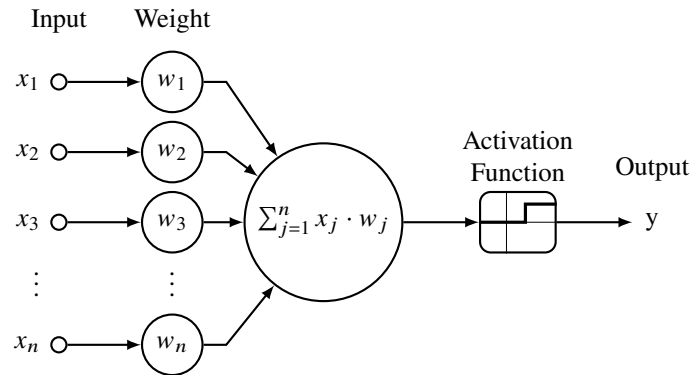 Input Weight
x₁ w₁
x₂ w₂ Activation
Function Output
x₃ w₃ ∑ⁿⱼ₌₁ xⱼ · wⱼ y
⋮ ⋮
xₙ wₙ